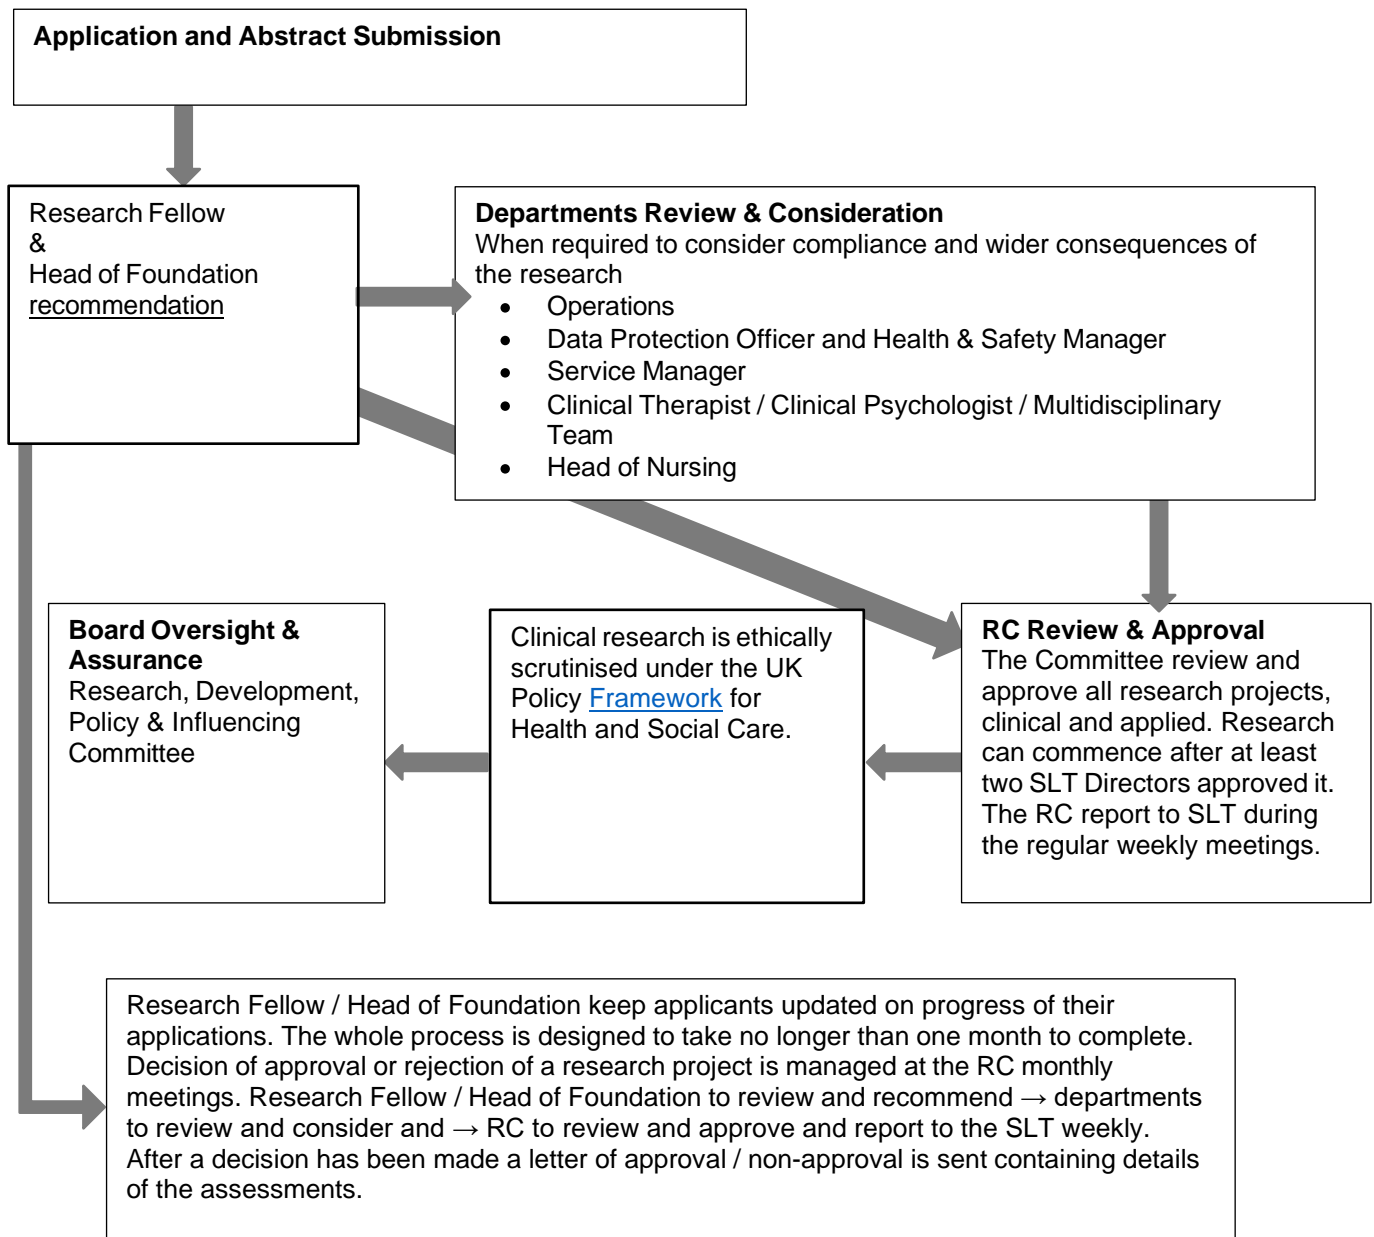 Application and Abstract Submission
Research Fellow
&
Head of Foundation
recommendation
Departments Review & Consideration
When required to consider compliance and wider consequences of
the research
• Operations
• Data Protection Officer and Health & Safety Manager
• Service Manager
• Clinical Therapist / Clinical Psychologist / Multidisciplinary
Team
• Head of Nursing
Board Oversight &
Assurance
Research, Development,
Policy & Influencing
Committee
Clinical research is ethically
scrutinised under the UK
Policy Framework for
Health and Social Care.
RC Review & Approval
The Committee review and
approve all research projects,
clinical and applied. Research
can commence after at least
two SLT Directors approved it.
The RC report to SLT during
the regular weekly meetings.
Research Fellow / Head of Foundation keep applicants updated on progress of their
applications. The whole process is designed to take no longer than one month to complete.
Decision of approval or rejection of a research project is managed at the RC monthly
meetings. Research Fellow / Head of Foundation to review and recommend → departments
to review and consider and → RC to review and approve and report to the SLT weekly.
After a decision has been made a letter of approval / non-approval is sent containing details
of the assessments.